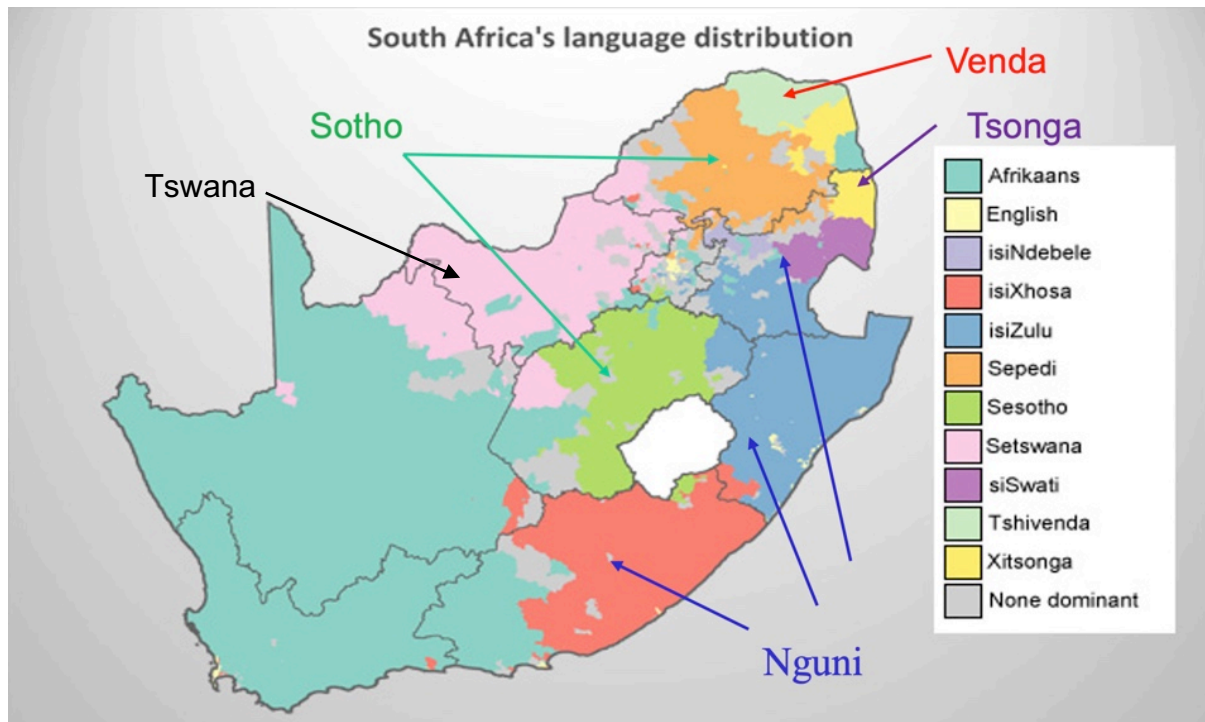 South Africa's language distribution
Venda
Sotho
Tsonga
Tswana
Afrikaans
English
isiNdebele
isiXhosa
isiZulu
Sepedi
Sesotho
Setswana
siSwati
Tshivenda
Xitsonga
None dominant
Nguni